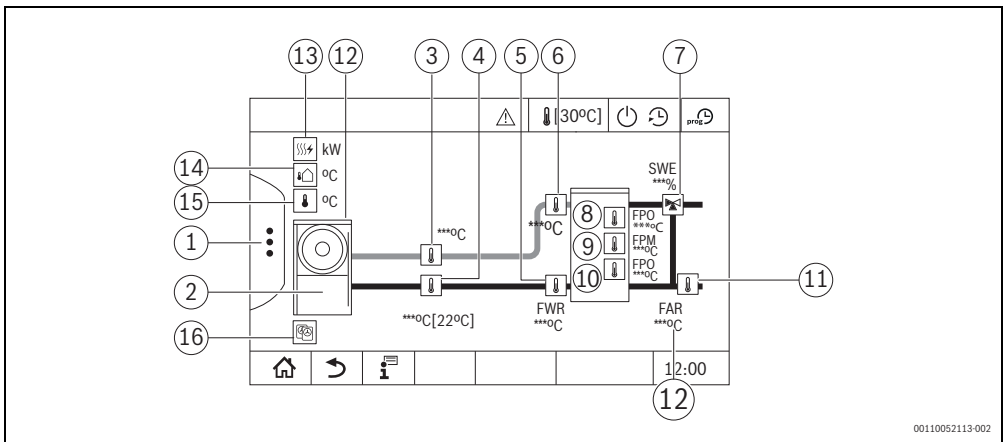 13 12 3 4 5 6 7
[30ºC]
prog
kW
14 ºC
15 ºC
SWE
***%
8 FPO
***ºC
***ºC
***ºC
9 FPM
***ºC
1
10 FPO
***ºC
2
11
***ºC[22ºC]
FWR
***ºC
FAR
***ºC
16
12:00
12
00110052113-002